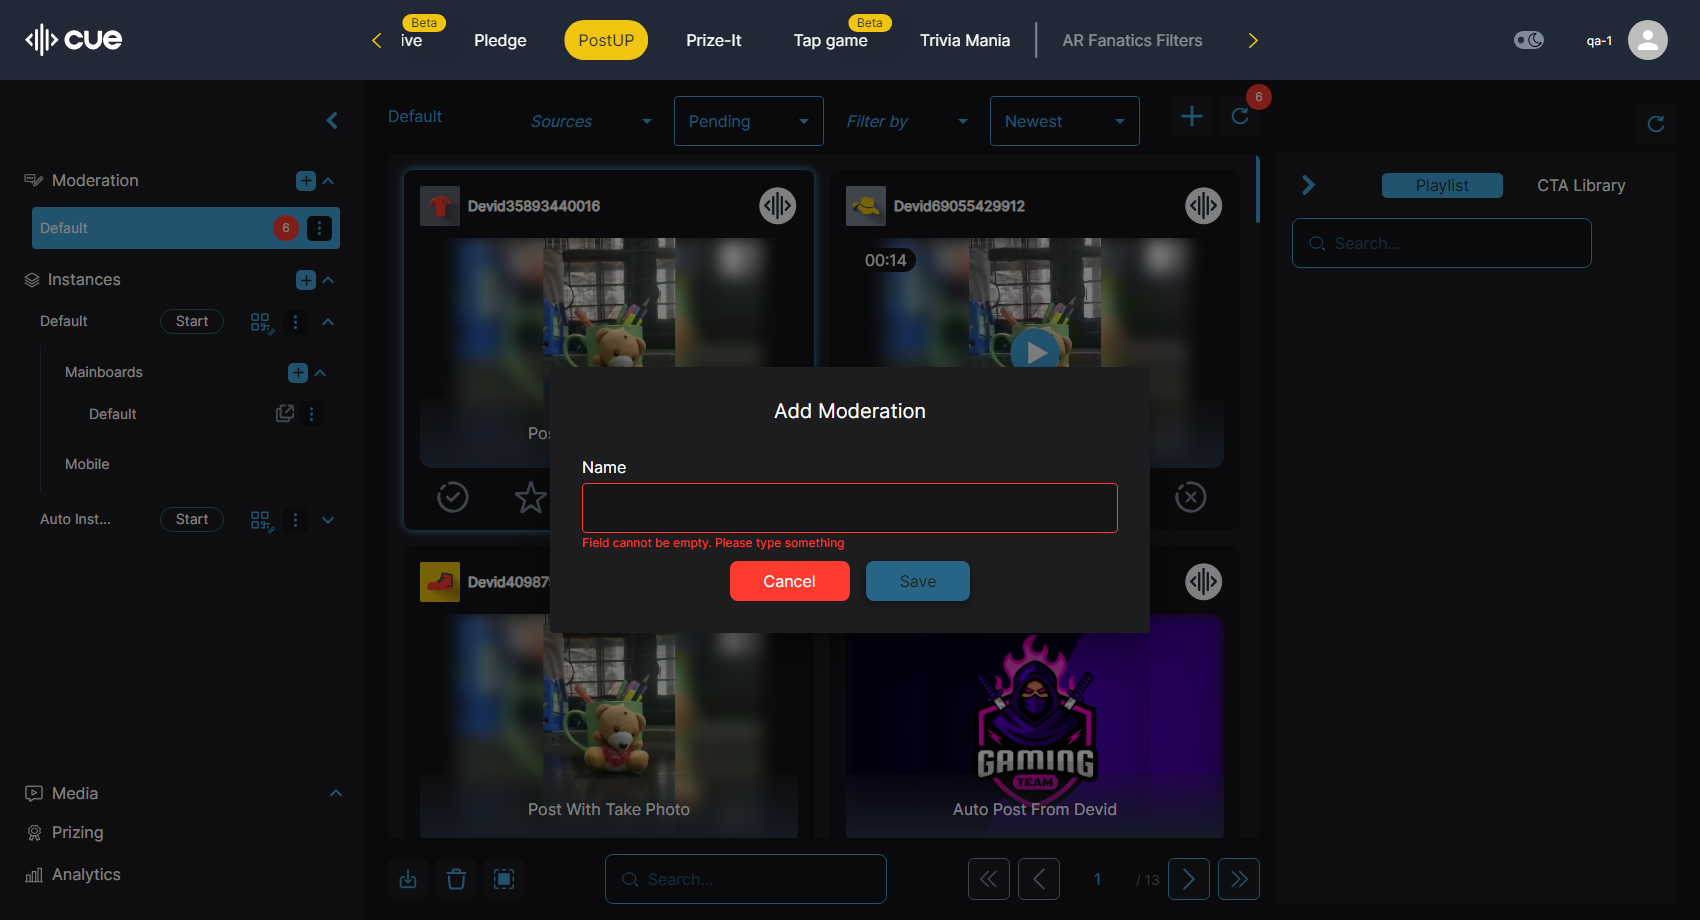 cue
ive
Beta
Pledge
PostUP
Prize-It
Tap game
Beta
Trivia Mania
AR Fanatics Filters
qa-1
Default
Sources
Pending
Filter by
Newest
6
Moderation
Default
6
Instances
Default
Start
Mainboards
Default
Mobile
Auto Inst...
Start
Media
Prizing
Analytics
Devid35893440016
Devid69055429912
00:14
Playlist
CTA Library
Search...
Add Moderation
Name
Field cannot be empty. Please type something
Cancel
Save
Post With Take Photo
GAMING
TEAM
Auto Post From Devid
Search...
1
/ 13